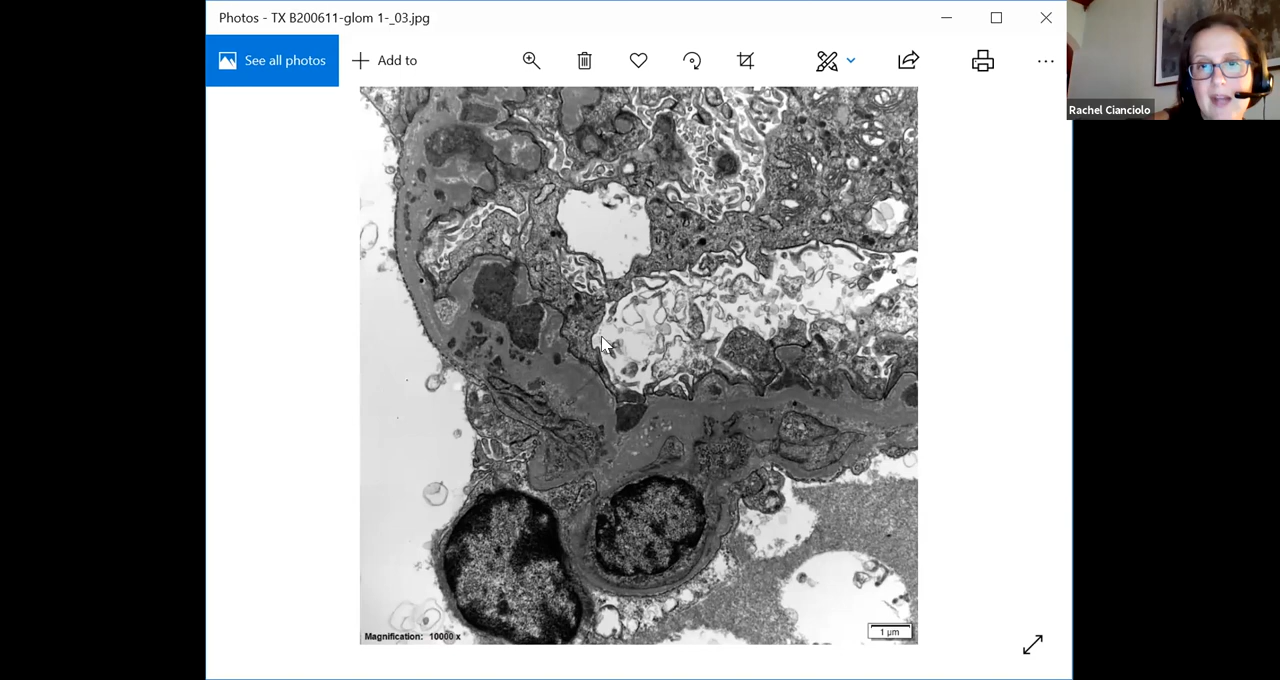 Photos - TX B200611-glom 1-_03.jpg
See all photos
Add to
Rachel Cianciolo
Magnification: 10000 x
1 µm